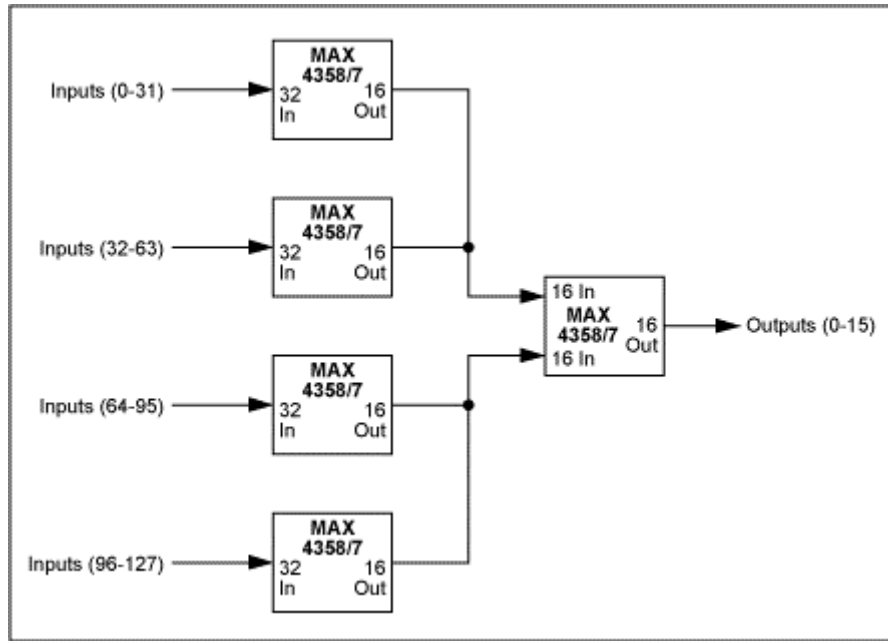 Inputs (0-31)
MAX
4358/7
32 16
In Out
Inputs (32-63)
MAX
4358/7
32 16
In Out
16 In
MAX
4358/7
16
Out
16 In
Outputs (0-15)
Inputs (64-95)
MAX
4358/7
32 16
In Out
Inputs (96-127)
MAX
4358/7
32 16
In Out